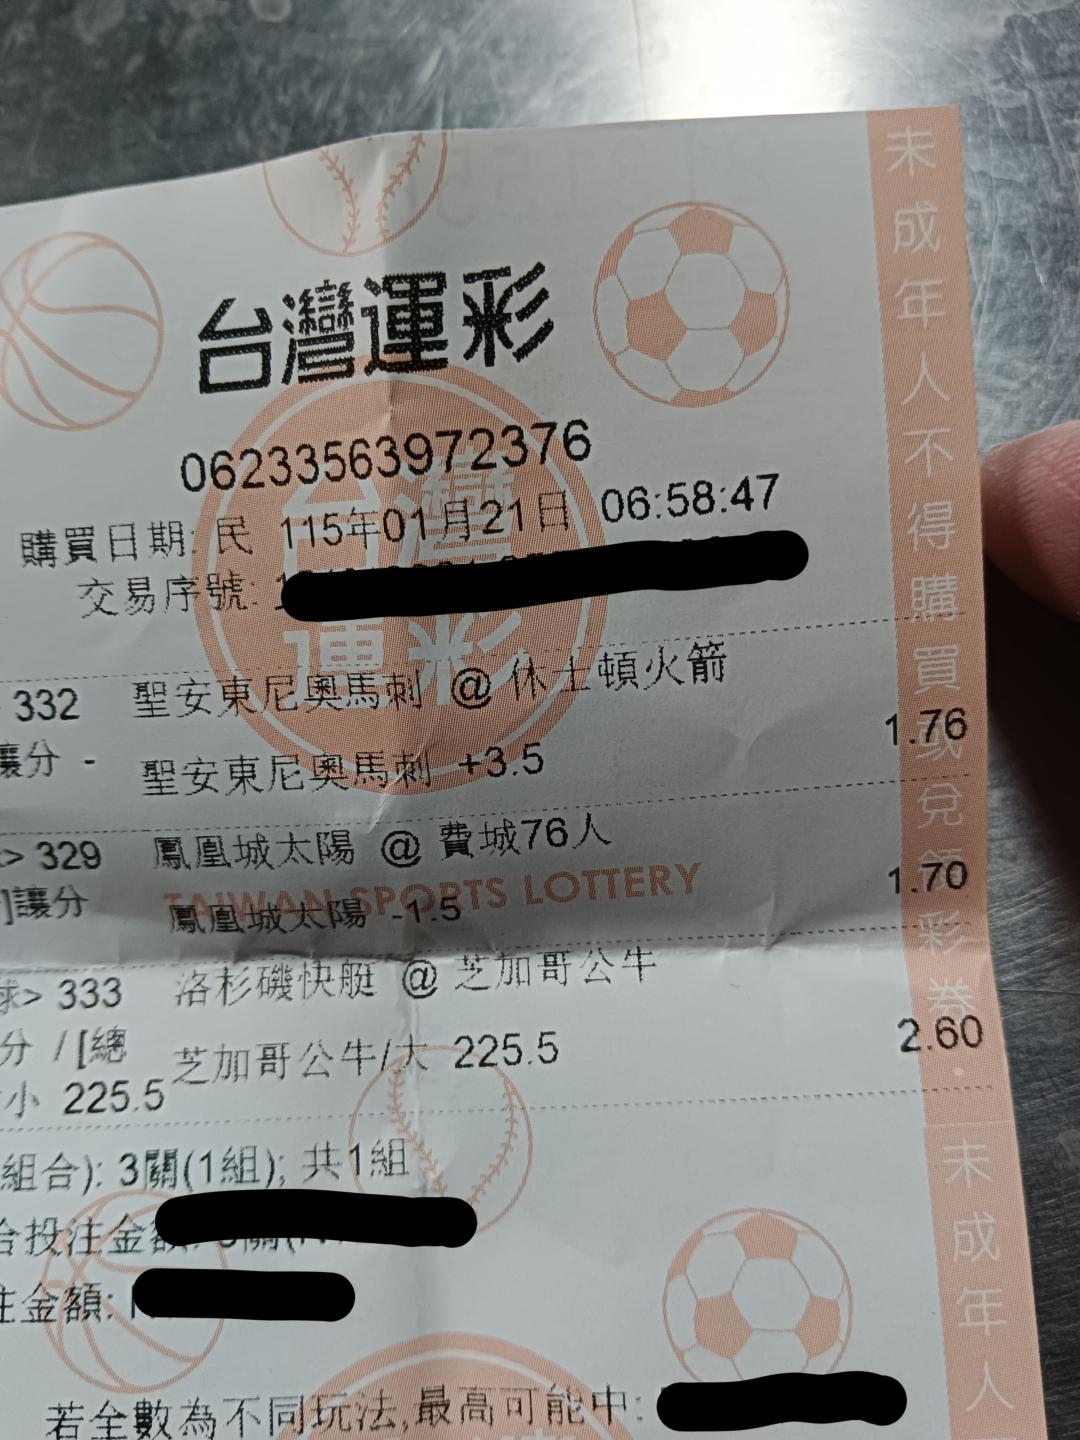 台灣運彩
06233563972376
購買日期: 民 115年01月21日 06:58:47
交易序號:
332 聖安東尼奧馬刺 @ 休士頓火箭
讓分 - 聖安東尼奧馬刺 +3.5 1.76
> 329 鳳凰城太陽 @ 費城76人
]讓分 鳳凰城太陽 -1.5 1.70
TAIWAN SPORTS LOTTERY
球> 333 洛杉磯快艇 @ 芝加哥公牛
分 / [總 芝加哥公牛/大 225.5 2.60
小 225.5
組合): 3關(1組); 共1組
合投注金額:
注金額:
若全數為不同玩法,最高可能中:
台灣運彩
未成年人不得購買或兌領彩券・未成年人